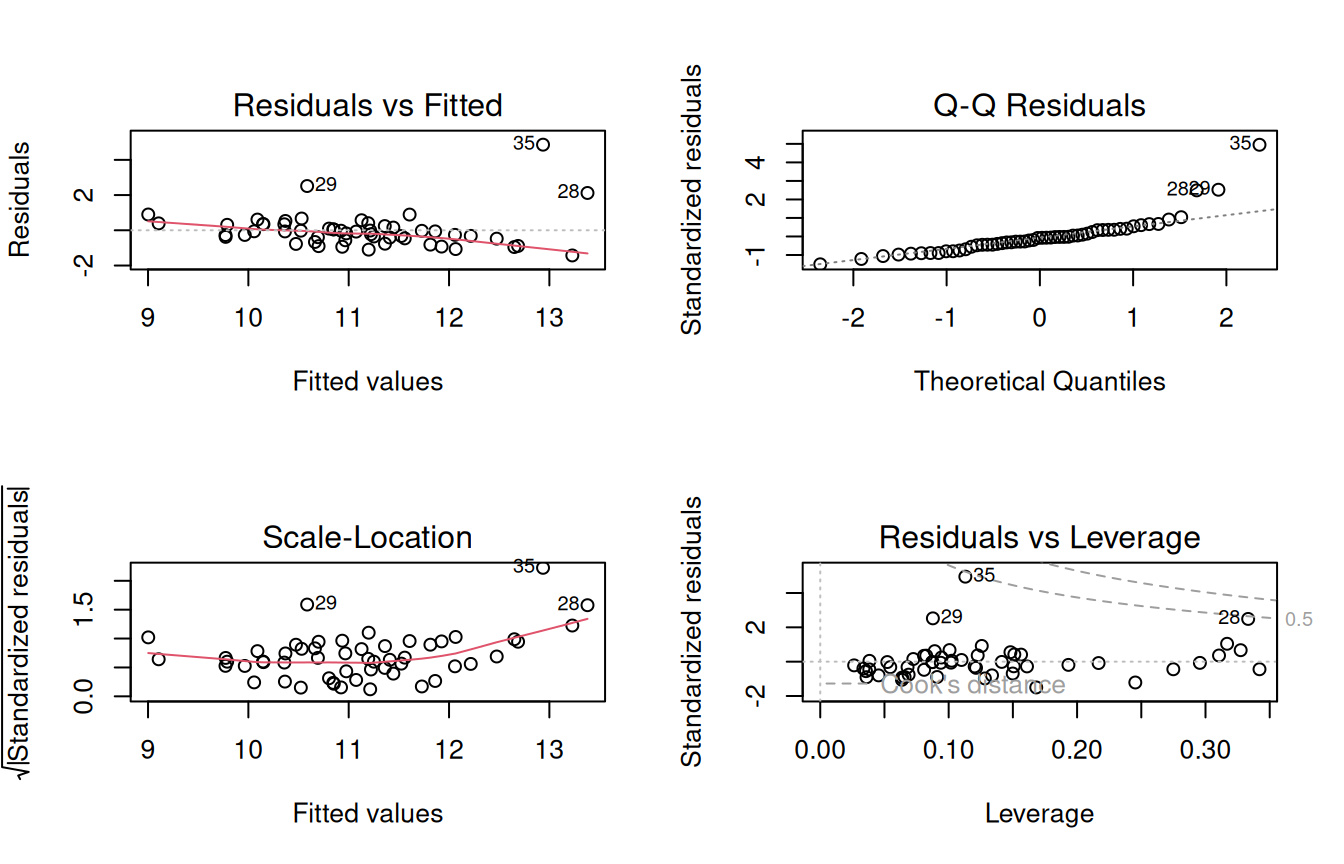 Residuals vs Fitted
Residuals
2
-2
35
29
28
9 10 11 12 13
Fitted values
Q-Q Residuals
Standardized residuals
4
2
-1
35
28 29
-2 -1 0 1 2
Theoretical Quantiles
Scale-Location
√|Standardized residuals|
1.5
0.0
35
29
28
9 10 11 12 13
Fitted values
Residuals vs Leverage
Standardized residuals
2
-2
35
29
28
0.5
Cook's distance
0.00 0.10 0.20 0.30
Leverage